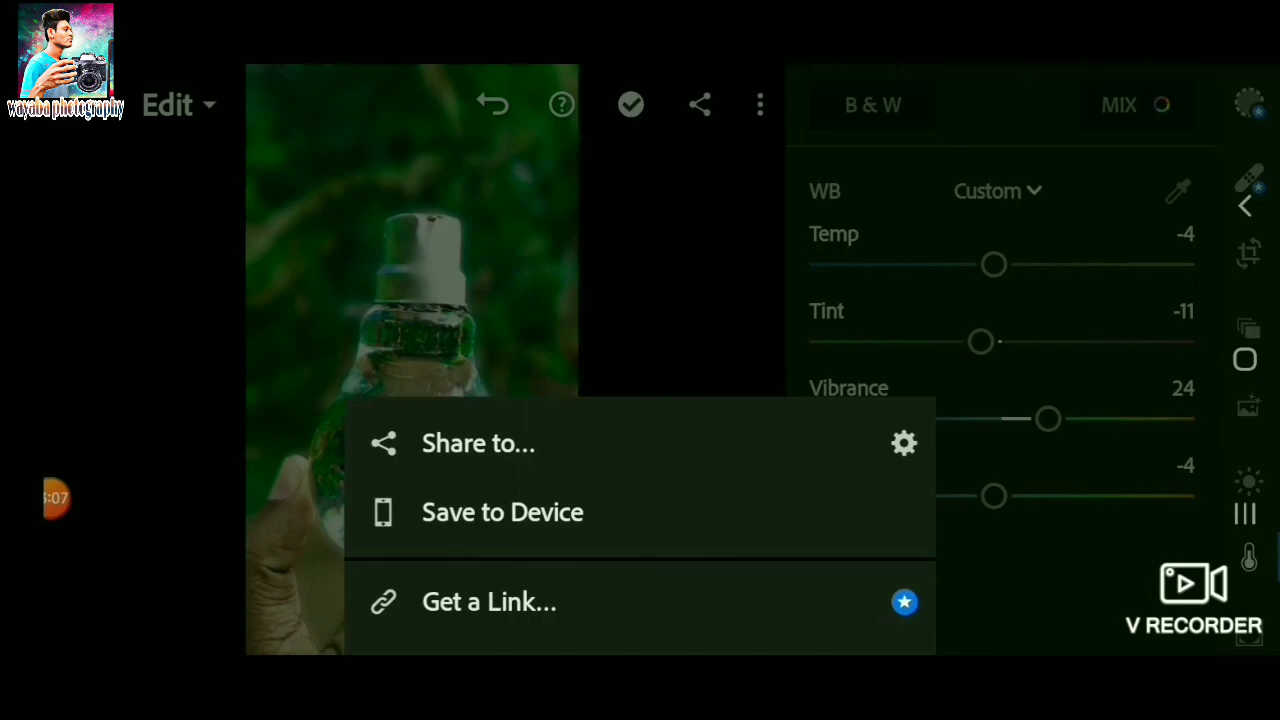 wayaba photography
Edit
B & W
MIX
WB
Custom
Temp
-4
Tint
-11
Vibrance
24
-4
Share to...
Save to Device
Get a Link...
:07
V RECORDER